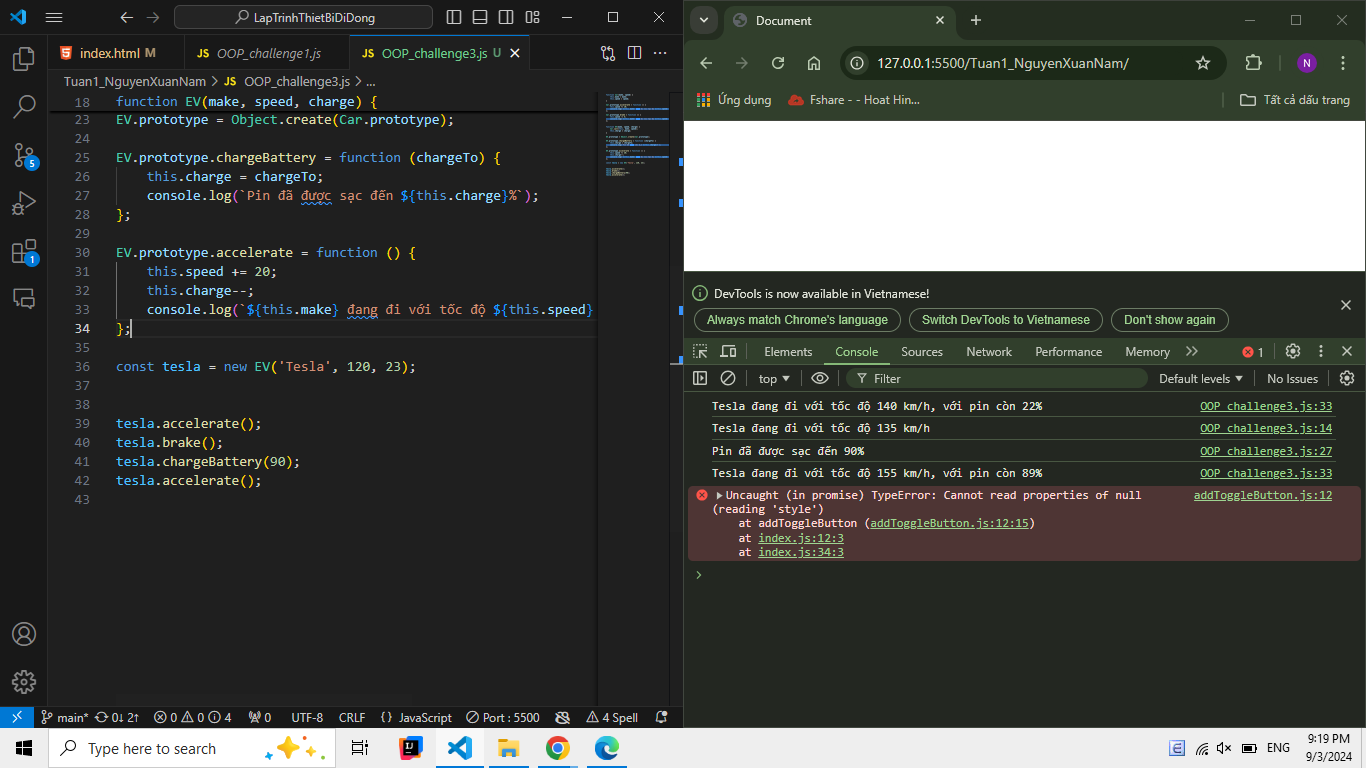 LapTrinhThietBiDiDong
index.html M
OOP_challenge1.js
OOP_challenge3.js U
Tuan1_NguyenXuanNam > JS OOP_challenge3.js > ...
18 function EV(make, speed, charge) {
23 EV.prototype = Object.create(Car.prototype);
24
25 EV.prototype.chargeBattery = function (chargeTo) {
26 this.charge = chargeTo;
27 console.log(`Pin đã được sạc đến ${this.charge}%`);
28 };
29
30 EV.prototype.accelerate = function () {
31 this.speed += 20;
32 this.charge--;
33 console.log(`${this.make} đang đi với tốc độ ${this.speed}
34 };
35
36 const tesla = new EV('Tesla', 120, 23);
37
38
39 tesla.accelerate();
40 tesla.brake();
41 tesla.chargeBattery(90);
42 tesla.accelerate();
43
5
1
main* 0↓ 2↑ 0 0 4 0 UTF-8 CRLF {} JavaScript Port : 5500 4 Spell
Document
127.0.0.1:5500/Tuan1_NguyenXuanNam/
N
Ứng dụng
Fshare - - Hoat Hin...
Tất cả dấu trang
DevTools is now available in Vietnamese!
Always match Chrome's language
Switch DevTools to Vietnamese
Don't show again
Elements Console Sources Network Performance Memory 1
top Filter Default levels No Issues
Tesla đang đi với tốc độ 140 km/h, với pin còn 22% OOP_challenge3.js:33
Tesla đang đi với tốc độ 135 km/h OOP_challenge3.js:14
Pin đã được sạc đến 90% OOP_challenge3.js:27
Tesla đang đi với tốc độ 155 km/h, với pin còn 89% OOP_challenge3.js:33
Uncaught (in promise) TypeError: Cannot read properties of null addToggleButton.js:12
(reading 'style')
at addToggleButton (addToggleButton.js:12:15)
at index.js:12:3
at index.js:34:3
Type here to search
ENG
9:19 PM
9/3/2024